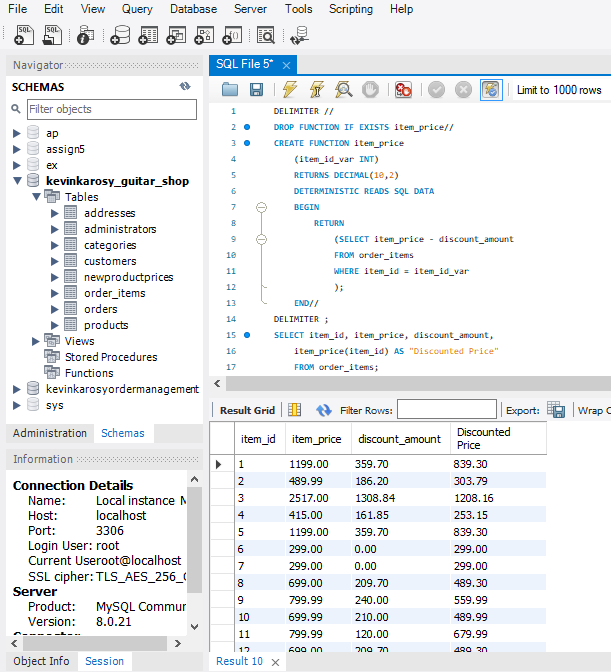 File Edit View Query Database Server Tools Scripting Help
Navigator
SCHEMAS
Filter objects
ap
assign5
ex
kevinkarosy_guitar_shop
Tables
addresses
administrators
categories
customers
newproductprices
order_items
orders
products
Views
Stored Procedures
Functions
kevinkarosyordermanagement
sys
Administration Schemas
Information
Connection Details
Name: Local instance M
Host: localhost
Port: 3306
Login User: root
Current User: root@localhost
SSL cipher: TLS_AES_256_G
Server
Product: MySQL Commun
Version: 8.0.21
Connector
Object Info Session
SQL File 5*
Limit to 1000 rows
1 DELIMITER //
2 DROP FUNCTION IF EXISTS item_price//
3 CREATE FUNCTION item_price
4 (item_id_var INT)
5 RETURNS DECIMAL(10,2)
6 DETERMINISTIC READS SQL DATA
7 BEGIN
8 RETURN
9 (SELECT item_price - discount_amount
10 FROM order_items
11 WHERE item_id = item_id_var
12 );
13 END//
14 DELIMITER ;
15 SELECT item_id, item_price, discount_amount,
16 item_price(item_id) AS "Discounted Price"
17 FROM order_items;
Result Grid Filter Rows: Export: Wrap C
item_id item_price discount_amount Discounted Price
1 1199.00 359.70 839.30
2 489.99 186.20 303.79
3 2517.00 1308.84 1208.16
4 415.00 161.85 253.15
5 1199.00 359.70 839.30
6 299.00 0.00 299.00
7 299.00 0.00 299.00
8 699.00 209.70 489.30
9 799.99 240.00 559.99
10 699.99 210.00 489.99
11 799.99 120.00 679.99
12 699.00 209.70 489.30
Result 10